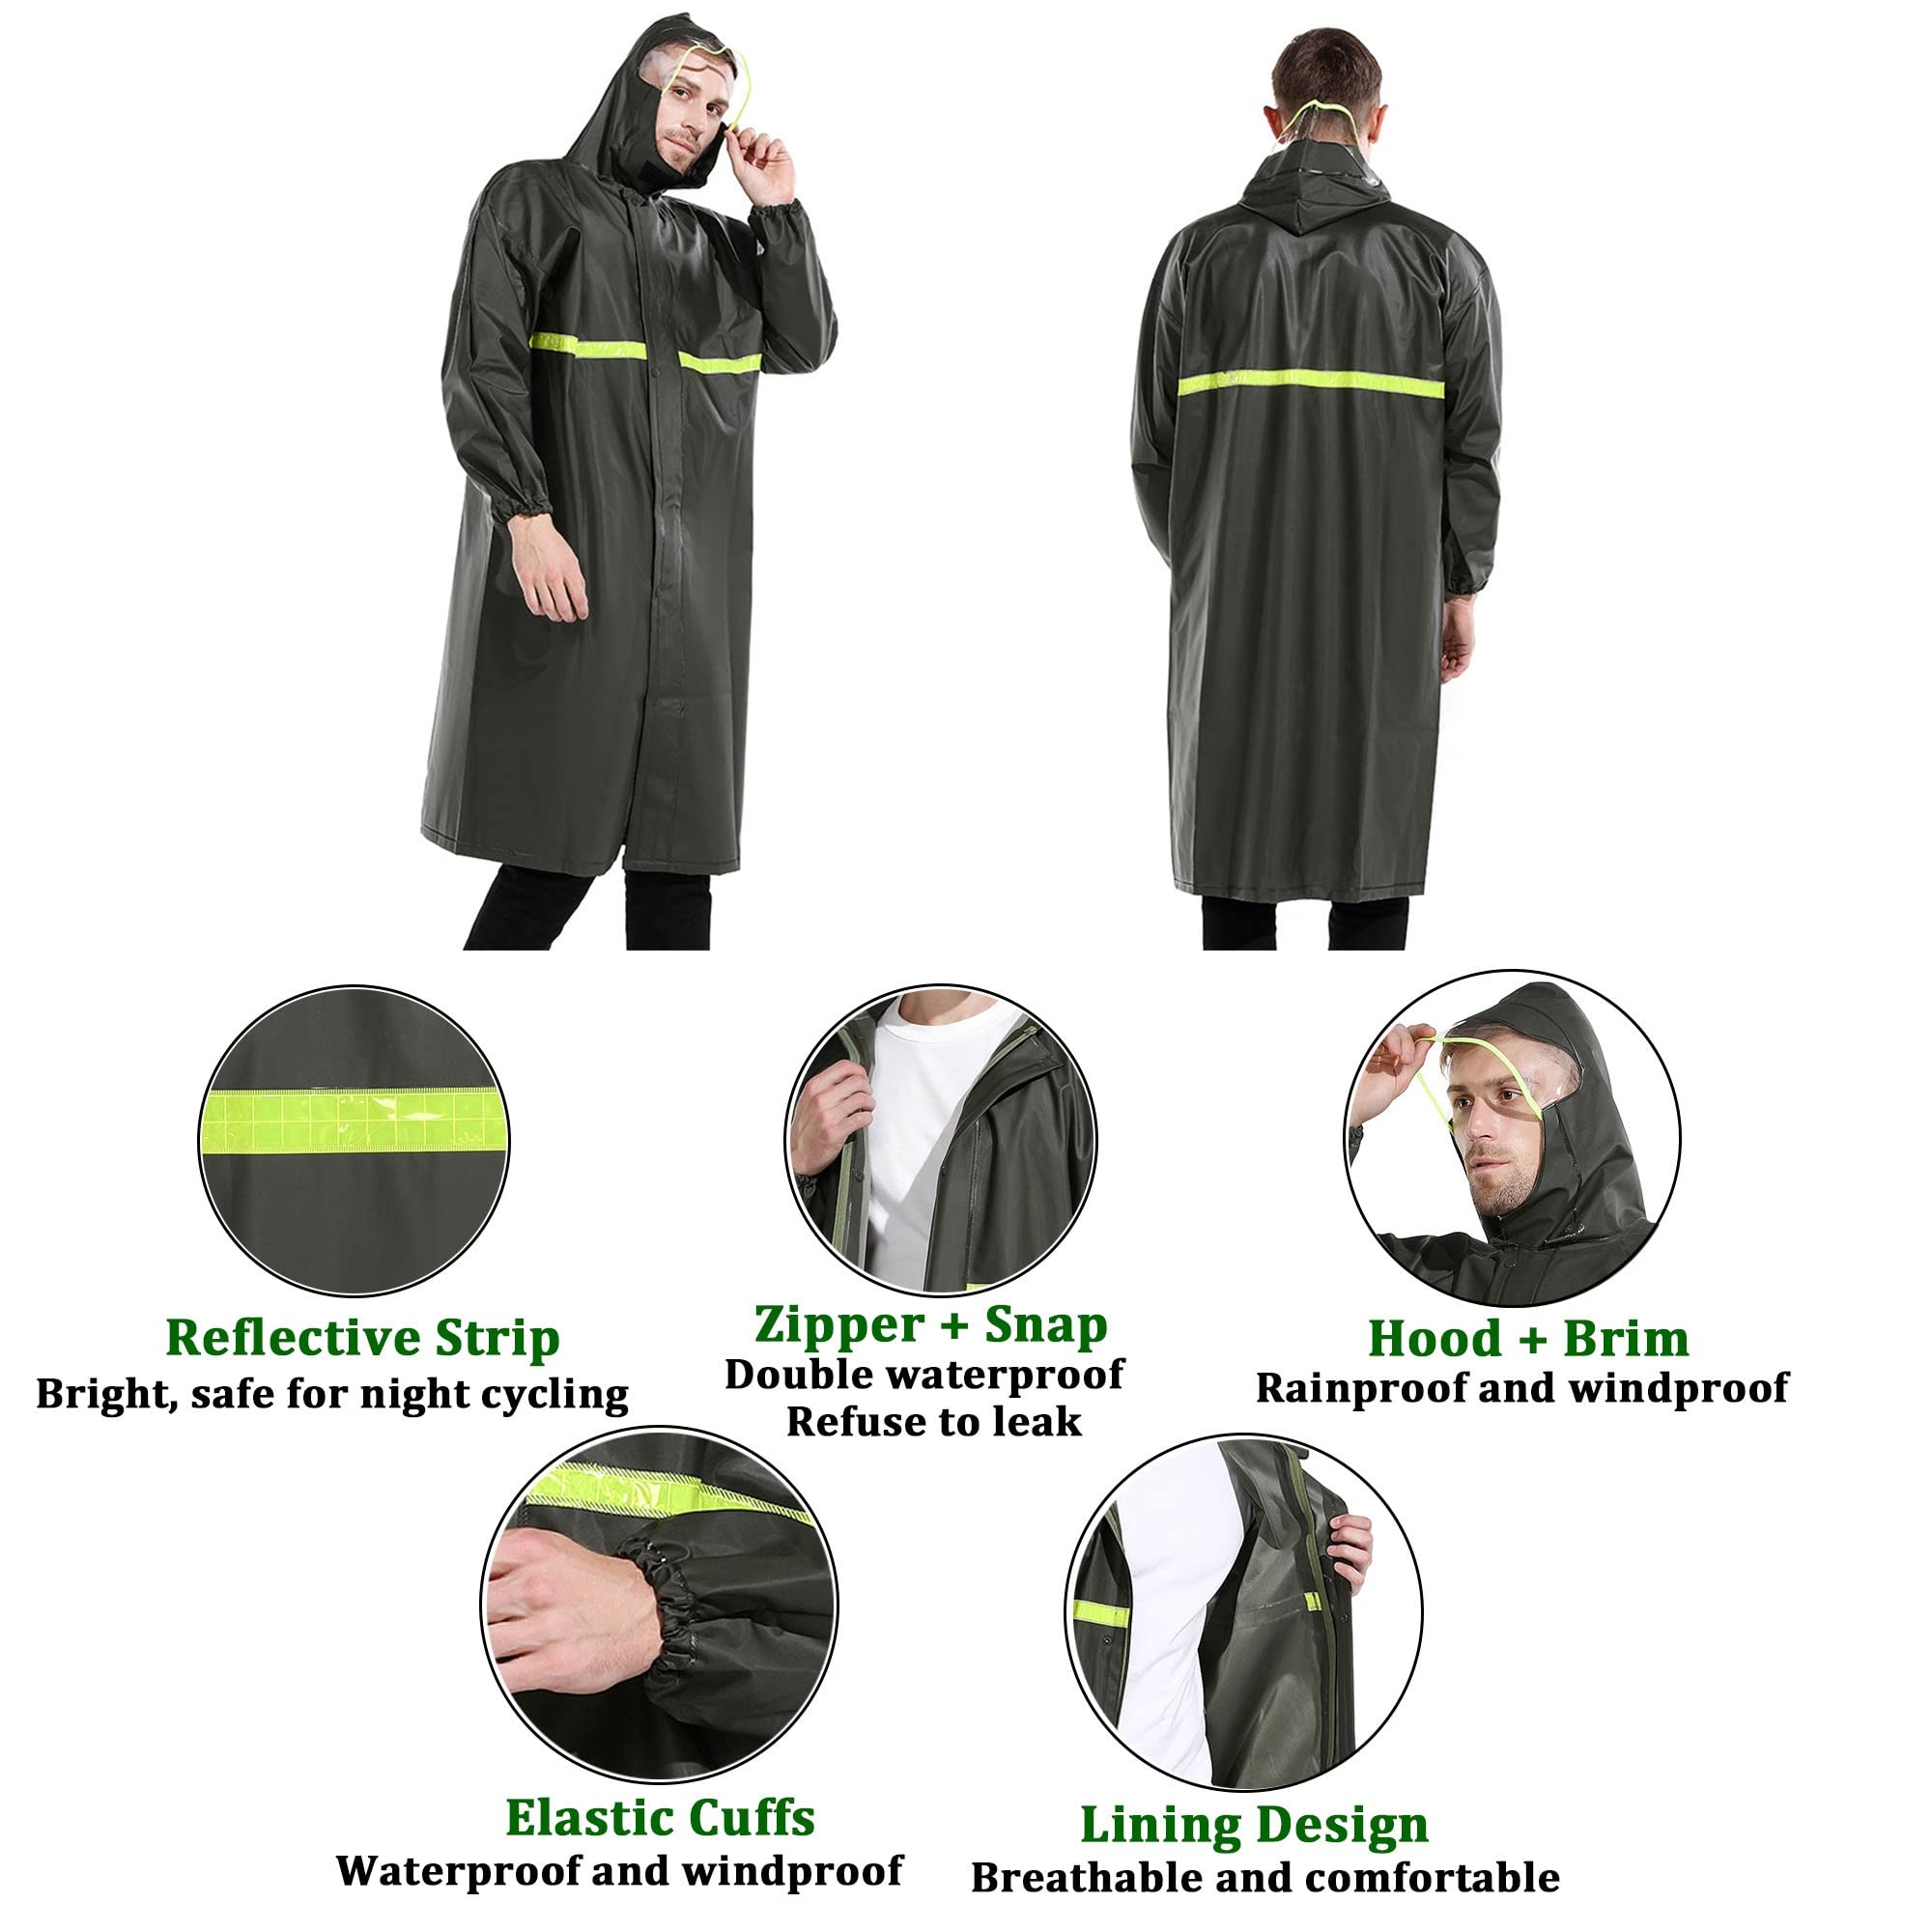 Reflective Strip
Bright, safe for night cycling
Zipper + Snap
Double waterproof
Refuse to leak
Hood + Brim
Rainproof and windproof
Elastic Cuffs
Waterproof and windproof
Lining Design
Breathable and comfortable